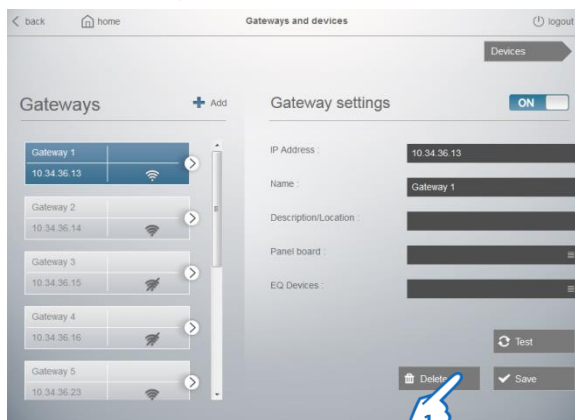 back home Gateways and devices logout
Devices
Gateways Add
Gateway settings ON
Gateway 1
10.34.36.13
Gateway 2
10.34.36.14
Gateway 3
10.34.36.15
Gateway 4
10.34.36.16
Gateway 5
10.34.36.23
IP Address : 10.34.36.13
Name : Gateway 1
Description/Location :
Panel board :
EQ Devices :
Test
Delete Save
1